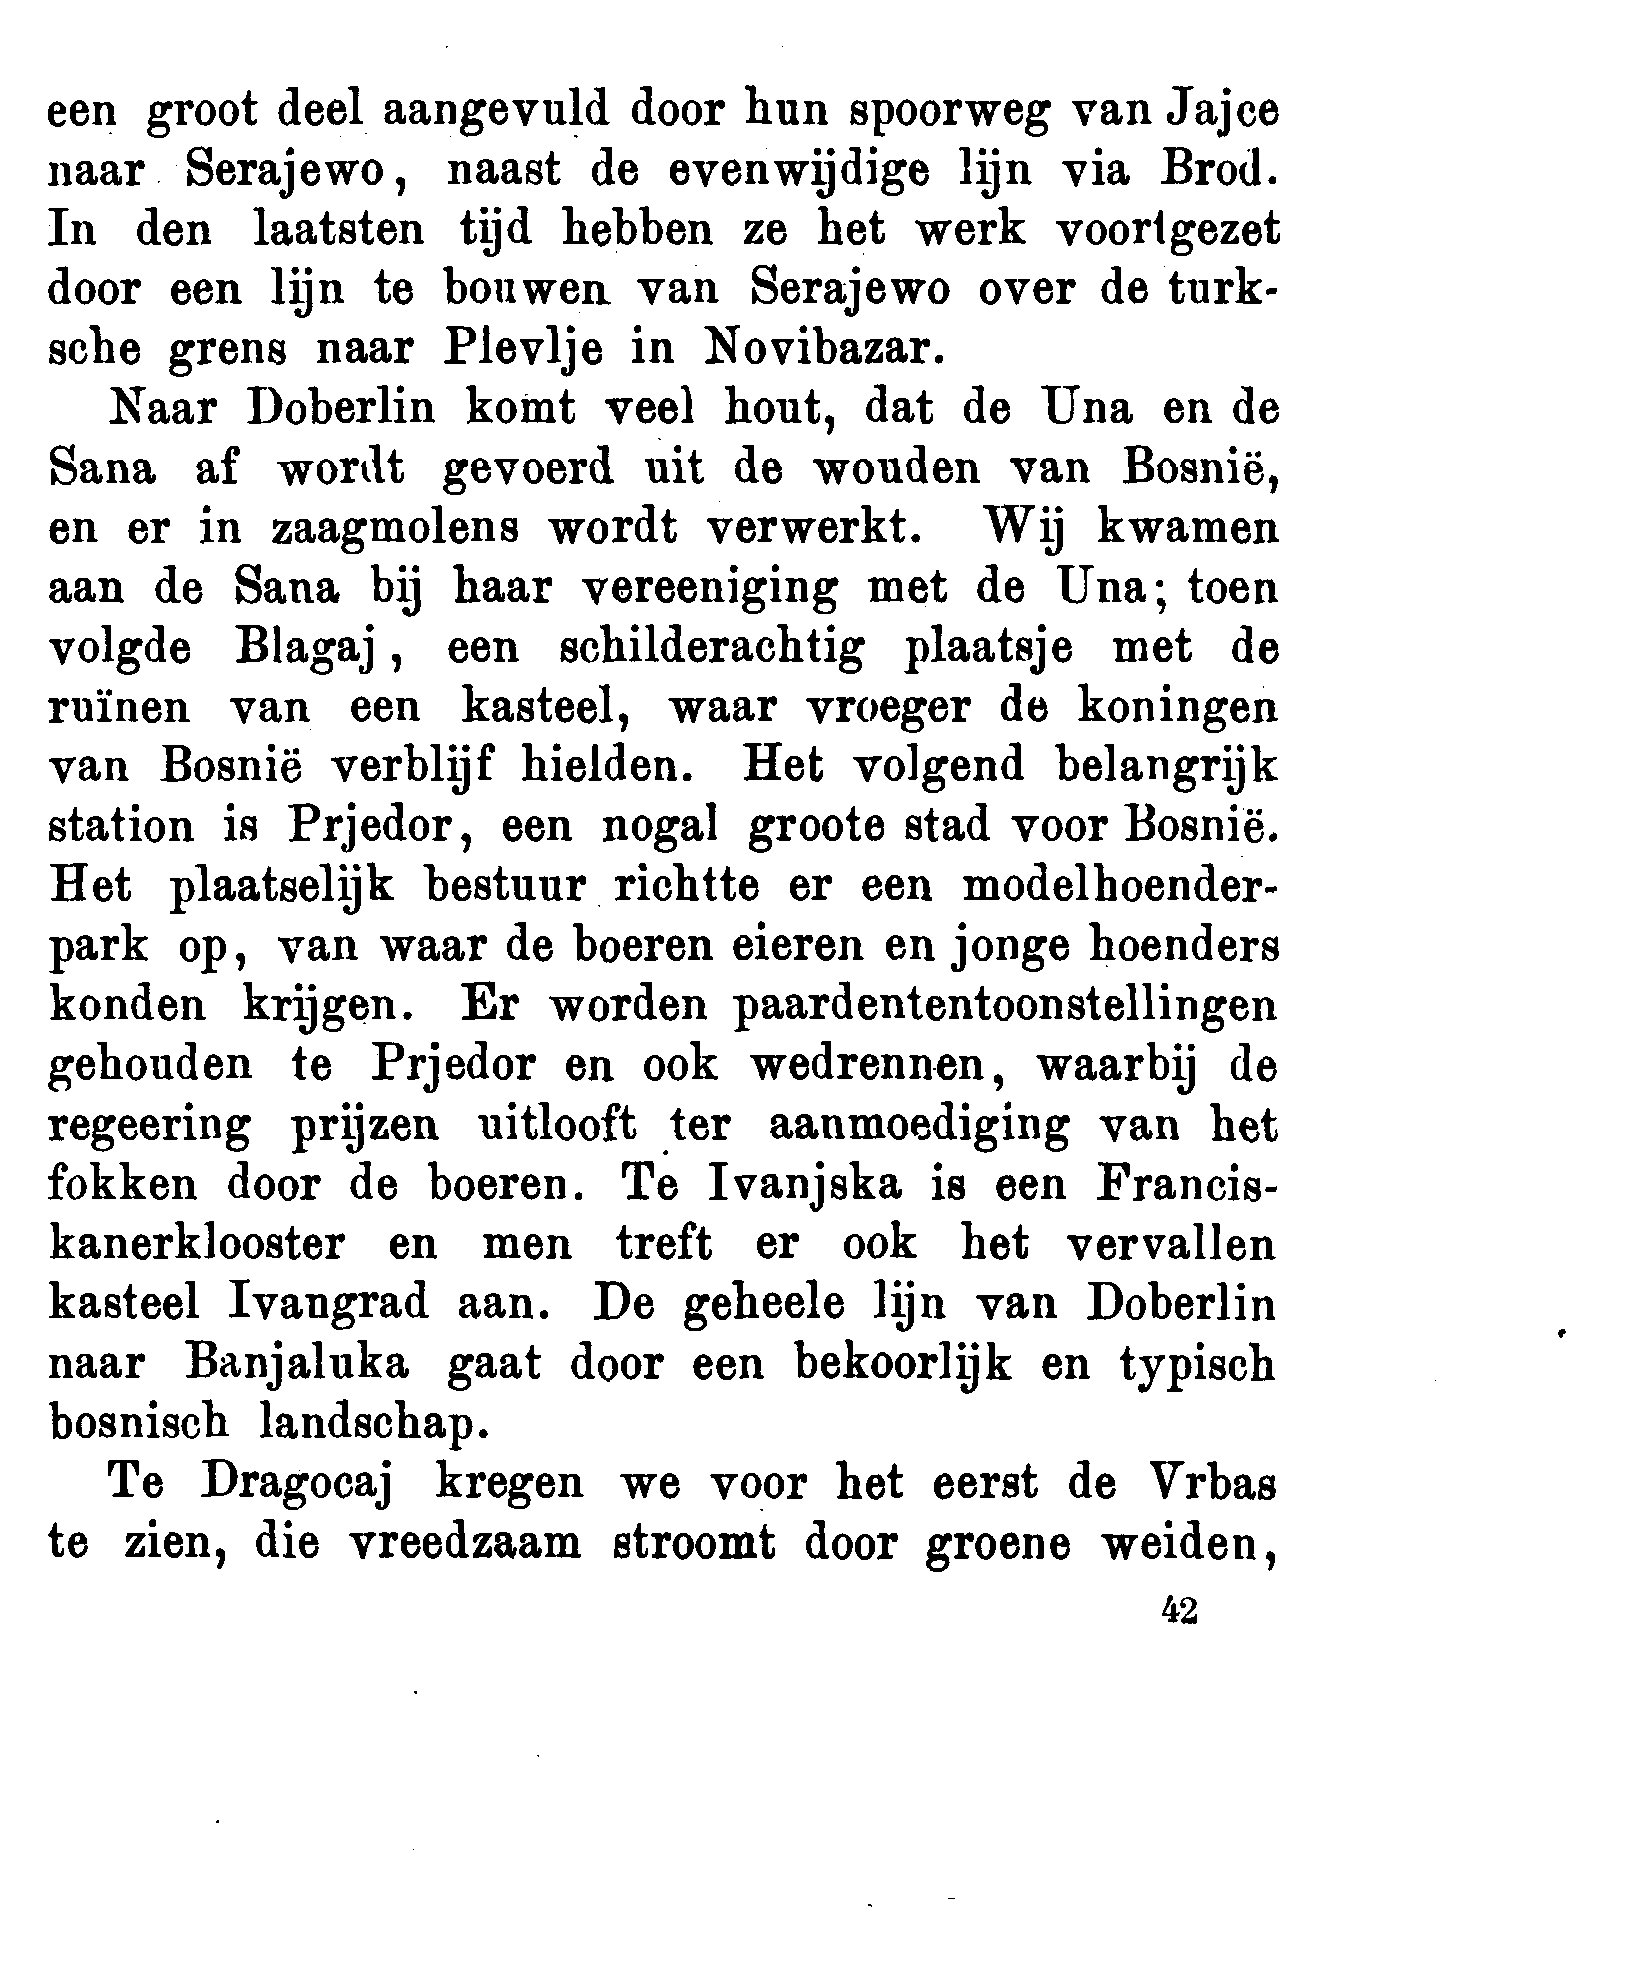 een groot deel aangevuld door hun spoorweg van Jajce
naar Serajewo, naast de evenwijdige lijn via Brod.
In den laatsten tijd hebben ze het werk voortgezet
door een lijn te bouwen van Serajewo over de turk-
sche grens naar Plevlje in Novibazar.
Naar Doberlin komt veel hout, dat de Una en de
Sana af wordt gevoerd uit de wouden van Bosnië,
en er in zaagmolens wordt verwerkt. Wij kwamen
aan de Sana bij haar vereeniging met de Una; toen
volgde Blagaj, een schilderachtig plaatsje met de
ruïnen van een kasteel, waar vroeger de koningen
van Bosnië verblijf hielden. Het volgend belangrijk
station is Prjedor, een nogal groote stad voor Bosnië.
Het plaatselijk bestuur richtte er een modelhoender-
park op, van waar de boeren eieren en jonge hoenders
konden krijgen. Er worden paardententoonstellingen
gehouden te Prjedor en ook wedrennen, waarbij de
regeering prijzen uitlooft ter aanmoediging van het
fokken door de boeren. Te Ivanjska is een Francis-
kanerklooster en men treft er ook het vervallen
kasteel Ivangrad aan. De geheele lijn van Doberlin
naar Banjaluka gaat door een bekoorlijk en typisch
bosnisch landschap.
Te Dragocaj kregen we voor het eerst de Vrbas
te zien, die vreedzaam stroomt door groene weiden,
42